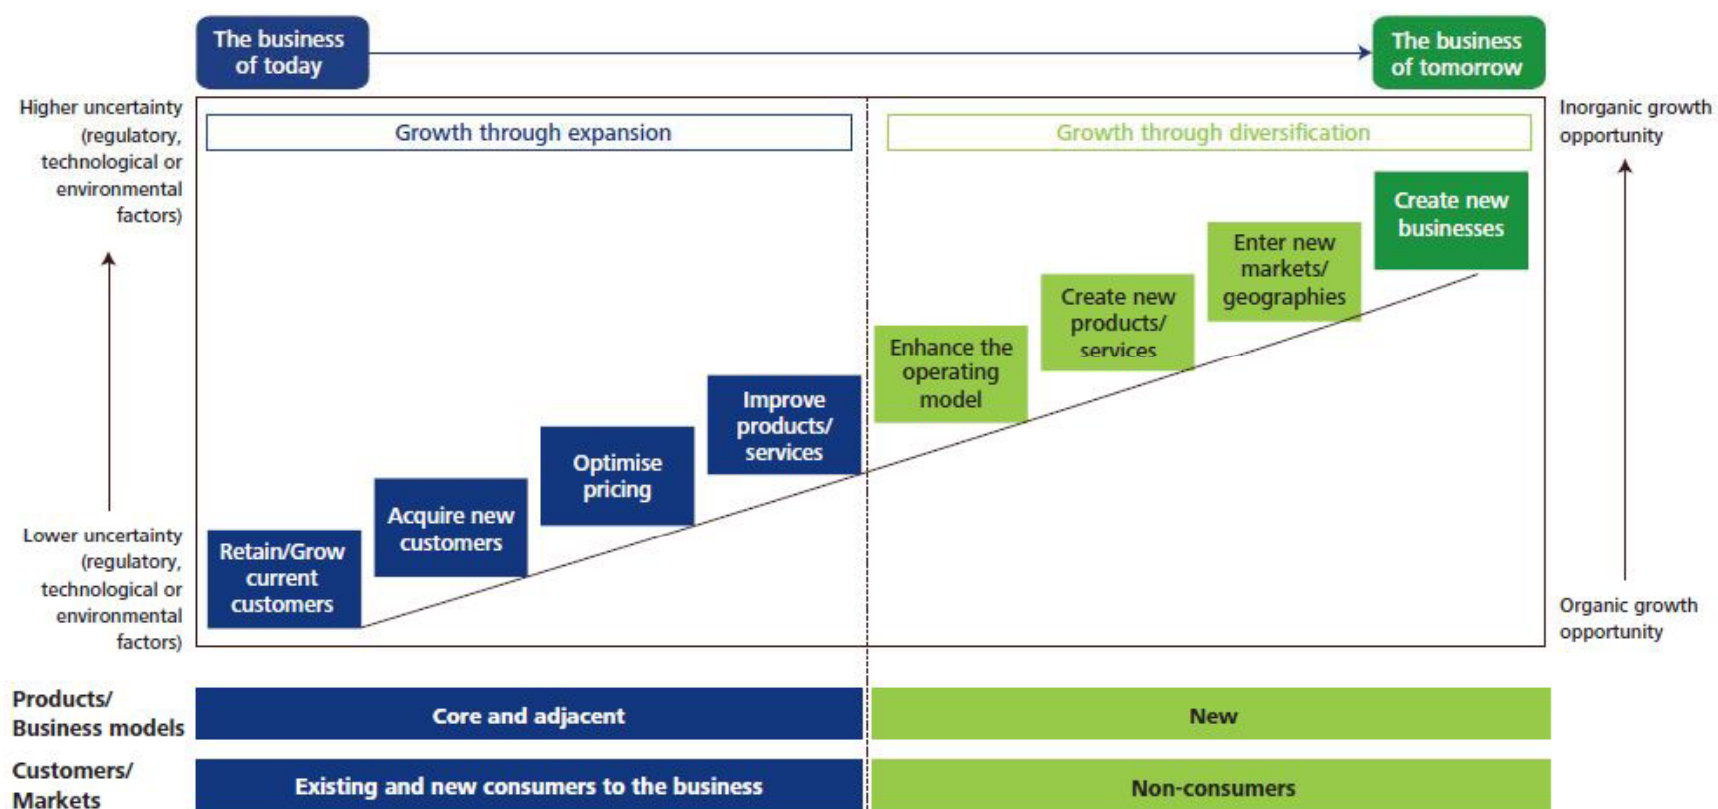 The business
of today
The business
of tomorrow
Higher uncertainty
(regulatory,
technological or
environmental
factors)
Growth through expansion
Growth through diversification
Inorganic growth
opportunity
Create new
businesses
Enter new
markets/
geographies
Create new
products/
services
Enhance the
operating
model
Improve
products/
services
Optimise
pricing
Acquire new
customers
Retain/Grow
current
customers
Lower uncertainty
(regulatory,
technological or
environmental
factors)
Organic growth
opportunity
Products/
Business models
Core and adjacent
New
Customers/
Markets
Existing and new consumers to the business
Non-consumers